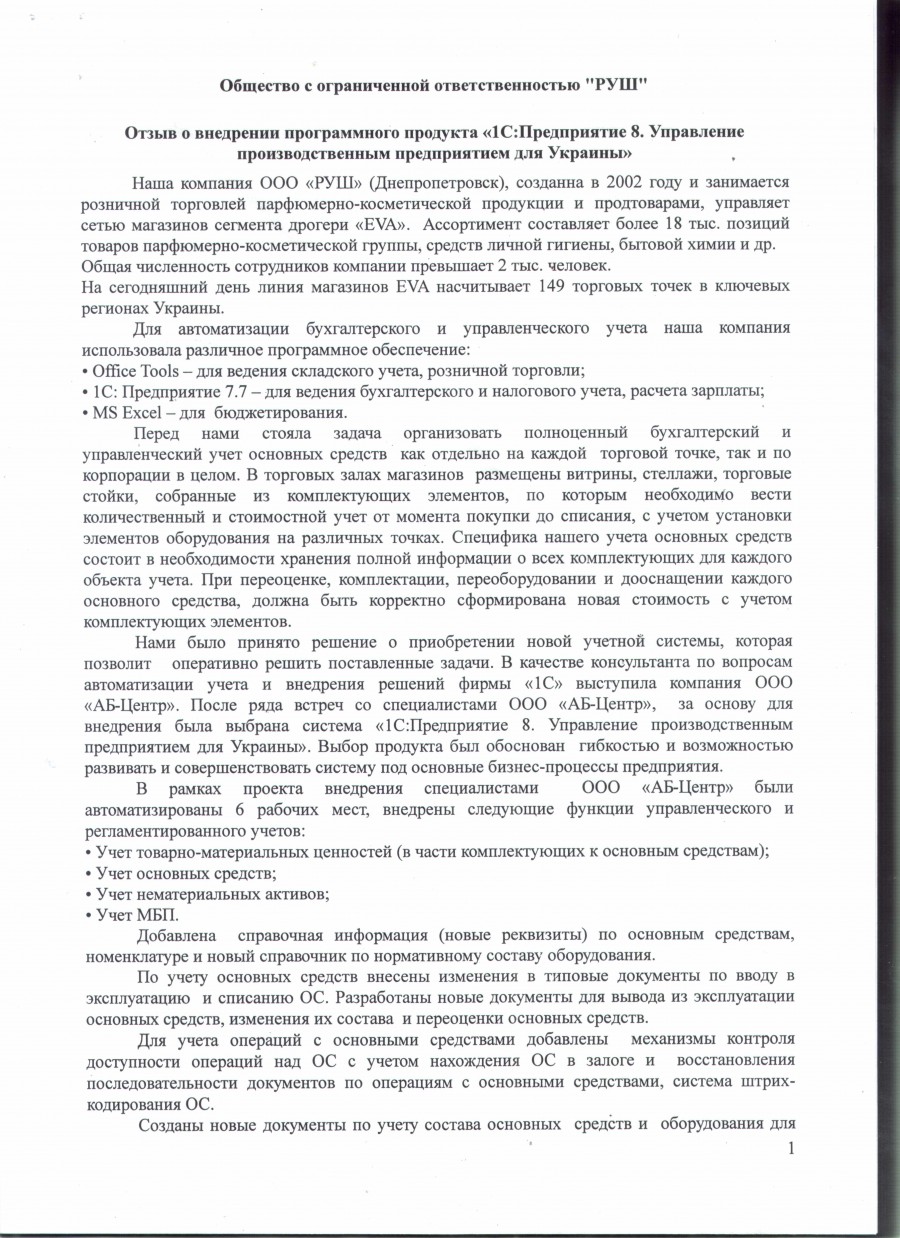 Общество с ограниченной ответственностью "РУШ"
Отзыв о внедрении программного продукта «1С:Предприятие 8. Управление
производственным предприятием для Украины»
Наша компания ООО «РУШ» (Днепропетровск), созданна в 2002 году и занимается
розничной торговлей парфюмерно-косметической продукции и продтоварами, управляет
сетью магазинов сегмента дрогери «EVA». Ассортимент составляет более 18 тыс. позиций
товаров парфюмерно-косметической группы, средств личной гигиены, бытовой химии и др.
Общая численность сотрудников компании превышает 2 тыс. человек.
На сегодняшний день линия магазинов EVA насчитывает 149 торговых точек в ключевых
регионах Украины.
Для автоматизации бухгалтерского и управленческого учета наша компания
использовала различное программное обеспечение:
• Office Tools – для ведения складского учета, розничной торговли;
• 1С: Предприятие 7.7 – для ведения бухгалтерского и налогового учета, расчета зарплаты;
• MS Excel – для бюджетирования.
Перед нами стояла задача организовать полноценный бухгалтерский и
управленческий учет основных средств как отдельно на каждой торговой точке, так и по
корпорации в целом. В торговых залах магазинов размещены витрины, стеллажи, торговые
стойки, собранные из комплектующих элементов, по которым необходимо вести
количественный и стоимостной учет от момента покупки до списания, с учетом установки
элементов оборудования на различных точках. Специфика нашего учета основных средств
состоит в необходимости хранения полной информации о всех комплектующих для каждого
объекта учета. При переоценке, комплектации, переоборудовании и дооснащении каждого
основного средства, должна быть корректно сформирована новая стоимость с учетом
комплектующих элементов.
Нами было принято решение о приобретении новой учетной системы, которая
позволит оперативно решить поставленные задачи. В качестве консультанта по вопросам
автоматизации учета и внедрения решений фирмы «1С» выступила компания ООО
«АБ-Центр». После ряда встреч со специалистами ООО «АБ-Центр», за основу для
внедрения была выбрана система «1С:Предприятие 8. Управление производственным
предприятием для Украины». Выбор продукта был обоснован гибкостью и возможностью
развивать и совершенствовать систему под основные бизнес-процессы предприятия.
В рамках проекта внедрения специалистами ООО «АБ-Центр» были
автоматизированы 6 рабочих мест, внедрены следующие функции управленческого и
регламентированного учетов:
• Учет товарно-материальных ценностей (в части комплектующих к основным средствам);
• Учет основных средств;
• Учет нематериальных активов;
• Учет МБП.
Добавлена справочная информация (новые реквизиты) по основным средствам,
номенклатуре и новый справочник по нормативному составу оборудования.
По учету основных средств внесены изменения в типовые документы по вводу в
эксплуатацию и списанию ОС. Разработаны новые документы для вывода из эксплуатации
основных средств, изменения их состава и переоценки основных средств.
Для учета операций с основными средствами добавлены механизмы контроля
доступности операций над ОС с учетом нахождения ОС в залоге и восстановления
последовательности документов по операциям с основными средствами, система штрих-
кодирования ОС.
Созданы новые документы по учету состава основных средств и оборудования для
1